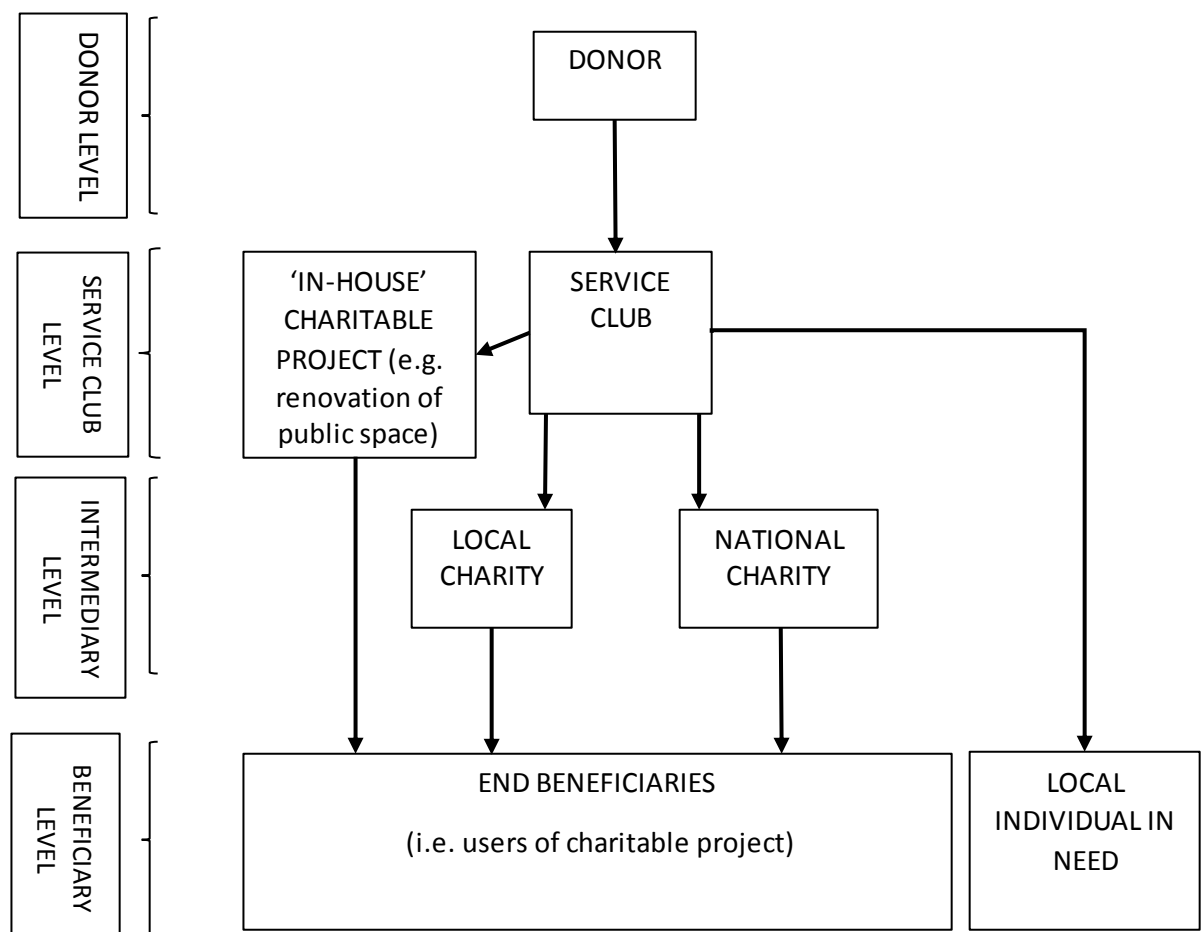 DONOR LEVEL
DONOR
SERVICE CLUB
LEVEL
‘IN-HOUSE’
CHARITABLE
PROJECT (e.g.
renovation of
public space)
SERVICE
CLUB
INTERMEDIARY
LEVEL
LOCAL
CHARITY
NATIONAL
CHARITY
BENEFICIARY
LEVEL
END BENEFICIARIES
(i.e. users of charitable project)
LOCAL
INDIVIDUAL IN
NEED